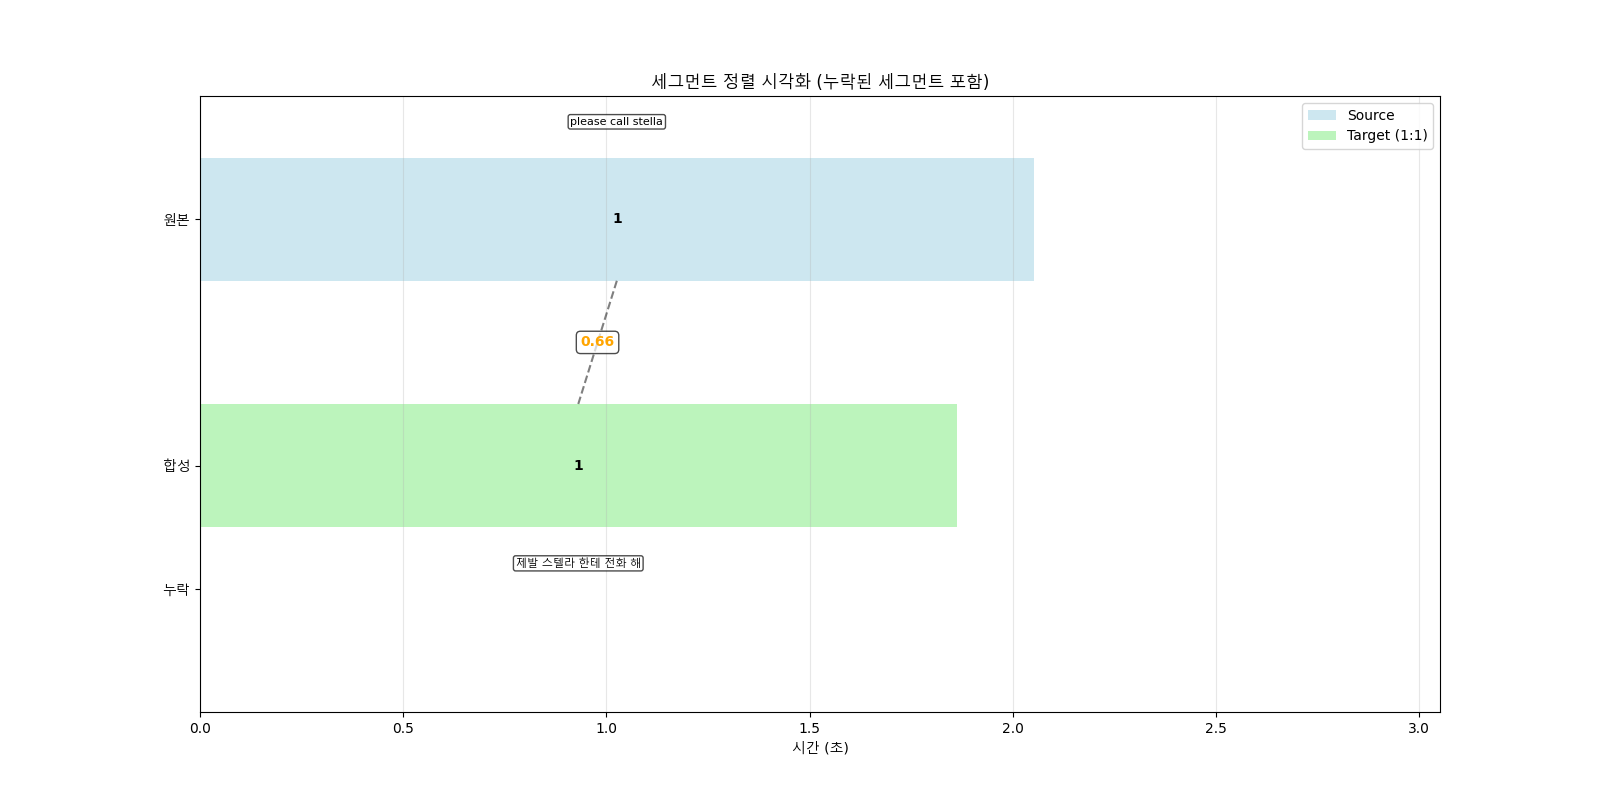 세그먼트 정렬 시각화 (누락된 세그먼트 포함)
please call stella
Source
Target (1:1)
원본
1
0.66
합성
1
제발 스텔라 한테 전화 해
누락
0.0 0.5 1.0 1.5 2.0 2.5 3.0
시간 (초)